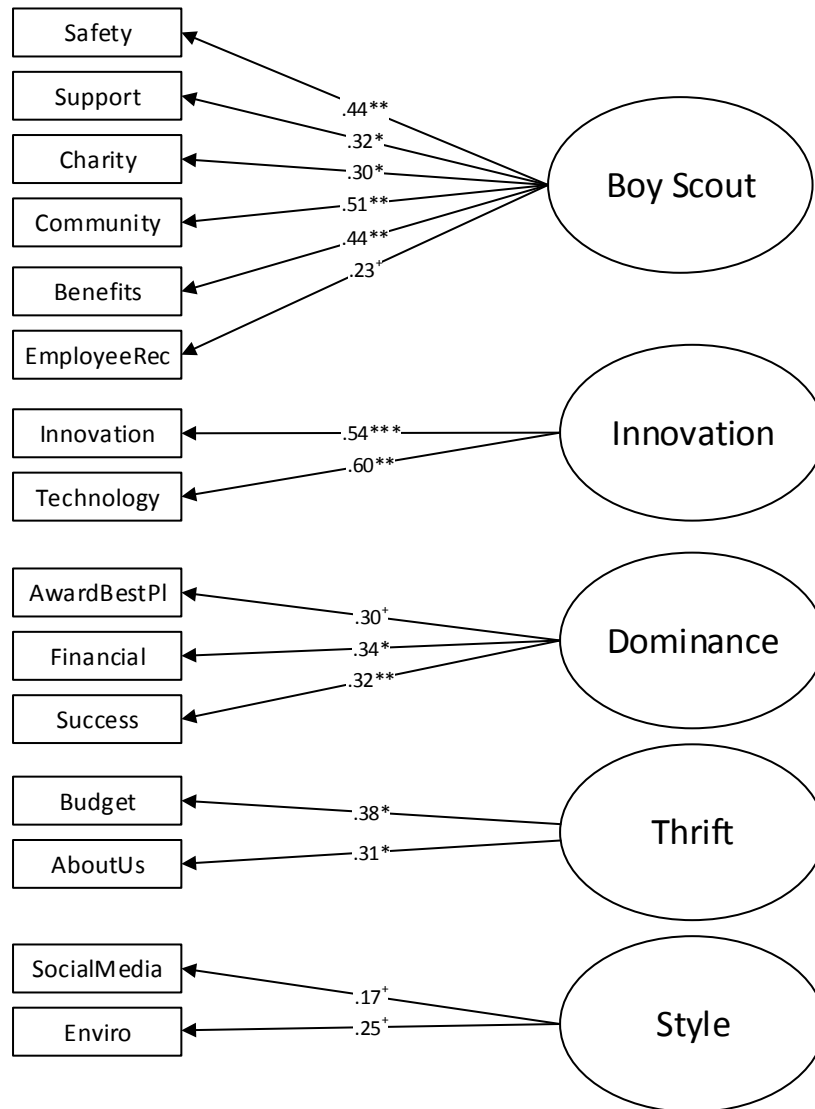 Safety
.44**
Support
.32*
Charity
.30*
Community
.51**
Benefits
.44**
EmployeeRec
.23+
Boy Scout
Innovation
.54***
Technology
.60**
Innovation
AwardBestPl
.30+
Financial
.34*
Success
.32**
Dominance
Budget
.38*
AboutUs
.31*
Thrift
SocialMedia
.17+
Enviro
.25+
Style